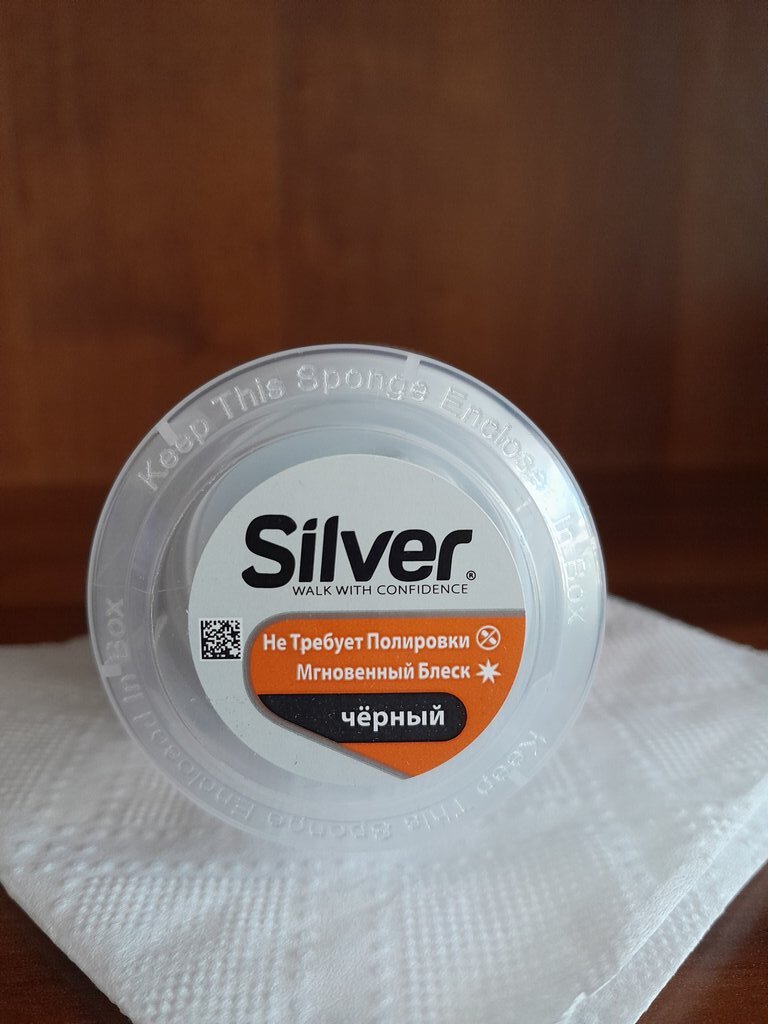 Keep This Sponge Enclosed In Box
Silver®
WALK WITH CONFIDENCE
Не Требует Полировки
Мгновенный Блеск
чёрный
Keep This Sponge Enclosed In Box